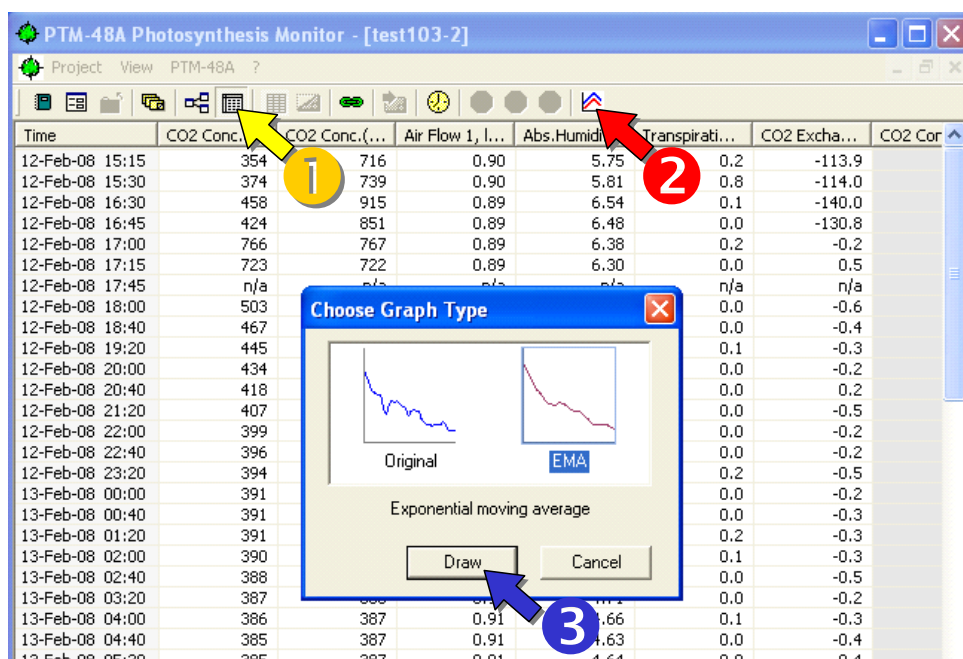 PTM-48A Photosynthesis Monitor - [test103-2]
Project View PTM-48A ?
Time CO2 Conc. CO2 Conc.(... Air Flow 1, l... Abs.Humidi Transpirati... CO2 Excha... CO2 Cor
12-Feb-08 15:15 354 716 0.90 5.75 0.2 -113.9
12-Feb-08 15:30 374 739 0.90 5.81 0.8 -114.0
12-Feb-08 16:30 458 915 0.89 6.54 0.1 -140.0
12-Feb-08 16:45 424 851 0.89 6.48 0.0 -130.8
12-Feb-08 17:00 766 767 0.89 6.38 0.2 -0.2
12-Feb-08 17:15 723 722 0.89 6.30 0.0 0.5
12-Feb-08 17:45 n/a n/a n/a n/a n/a n/a
12-Feb-08 18:00 503 0.0 -0.6
12-Feb-08 18:40 467 0.0 -0.4
12-Feb-08 19:20 445 0.1 -0.3
12-Feb-08 20:00 434 0.0 -0.2
12-Feb-08 20:40 418 0.0 0.2
12-Feb-08 21:20 407 0.0 -0.5
12-Feb-08 22:00 399 0.0 -0.2
12-Feb-08 22:40 396 0.0 -0.2
12-Feb-08 23:20 394 0.2 -0.5
13-Feb-08 00:00 391 0.0 -0.2
13-Feb-08 00:40 391 0.0 -0.3
13-Feb-08 01:20 391 0.2 -0.3
13-Feb-08 02:00 390 0.1 -0.3
13-Feb-08 02:40 388 0.0 -0.5
13-Feb-08 03:20 387 0.0 -0.2
13-Feb-08 04:00 386 387 0.91 .66 0.1 -0.3
13-Feb-08 04:40 385 387 0.91 .63 0.0 -0.4
1
2
Choose Graph Type
Original EMA
Exponential moving average
Draw Cancel
3